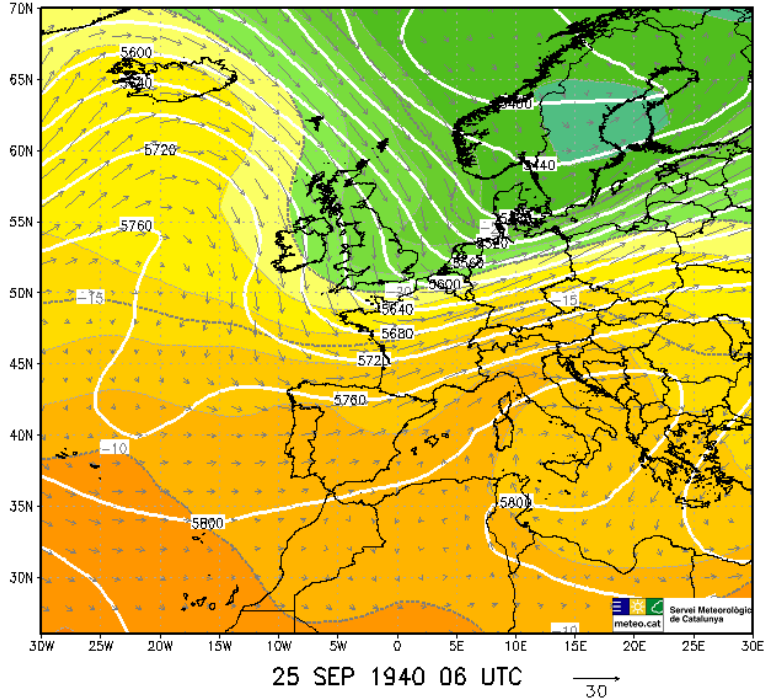 70N
65N
60N
55N
50N
45N
40N
35N
30N
5600
5640
5720
5760
5400
5440
5520
5560
5600
-20
-15
-15
5640
5680
5720
5760
-10
5800
5800
-10
30W
25W
20W
15W
10W
5W
0
5E
10E
15E
20E
25E
30E
meteo.cat
Servei Meteorològic
de Catalunya
25 SEP 1940 06 UTC
30